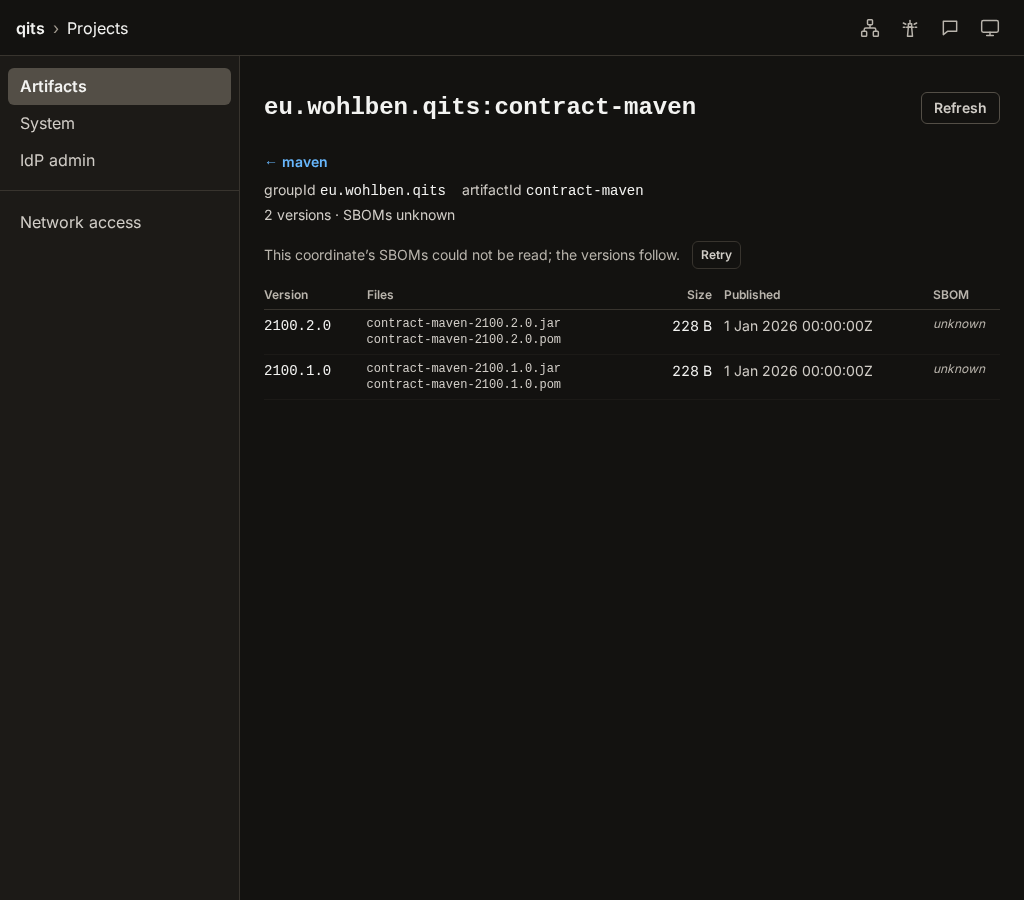 qits › Projects
Artifacts
System
IdP admin
Network access
eu.wohlben.qits:contract-maven
Refresh
← maven
groupId eu.wohlben.qits artifactId contract-maven
2 versions · SBOMs unknown
This coordinate’s SBOMs could not be read; the versions follow. Retry
Version Files Size Published SBOM
2100.2.0 contract-maven-2100.2.0.jar 228 B 1 Jan 2026 00:00:00Z unknown
contract-maven-2100.2.0.pom
2100.1.0 contract-maven-2100.1.0.jar 228 B 1 Jan 2026 00:00:00Z unknown
contract-maven-2100.1.0.pom